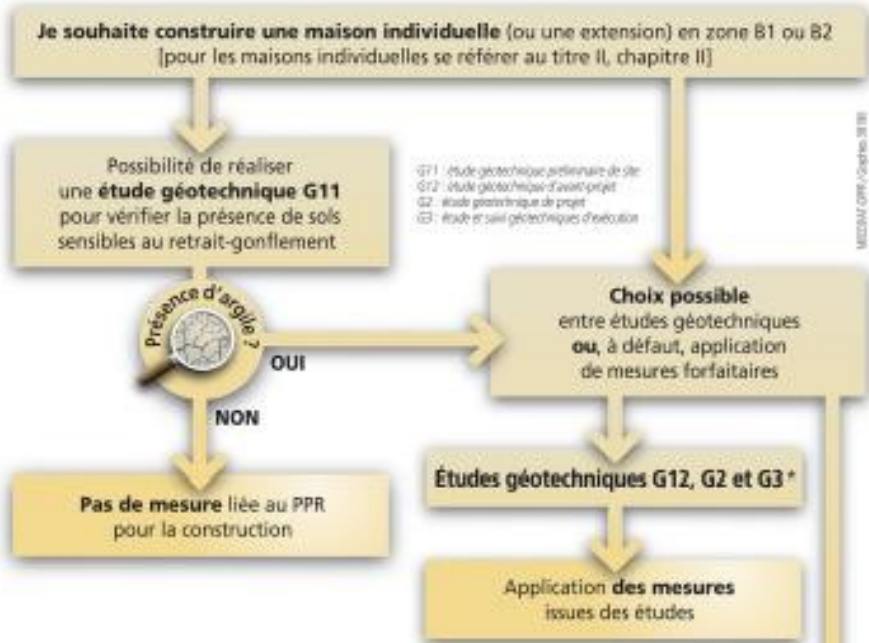 Je souhaite construire une maison individuelle (ou une extension) en zone B1 ou B2
[pour les maisons individuelles se référer au titre II, chapitre II]
Possibilité de réaliser
une étude géotechnique G11
pour vérifier la présence de sols
sensibles au retrait-gonflement
G11 : étude géotechnique préliminaire de site
G12 : étude géotechnique d'avant-projet
G2 : étude géotechnique de projet
G3 : étude et suivi géotechniques d'exécution
Présence d'argile ?
OUI
NON
Choix possible
entre études géotechniques
ou, à défaut, application
de mesures forfaitaires
Pas de mesure liée au PPR
pour la construction
Études géotechniques G12, G2 et G3*
Application des mesures
issues des études